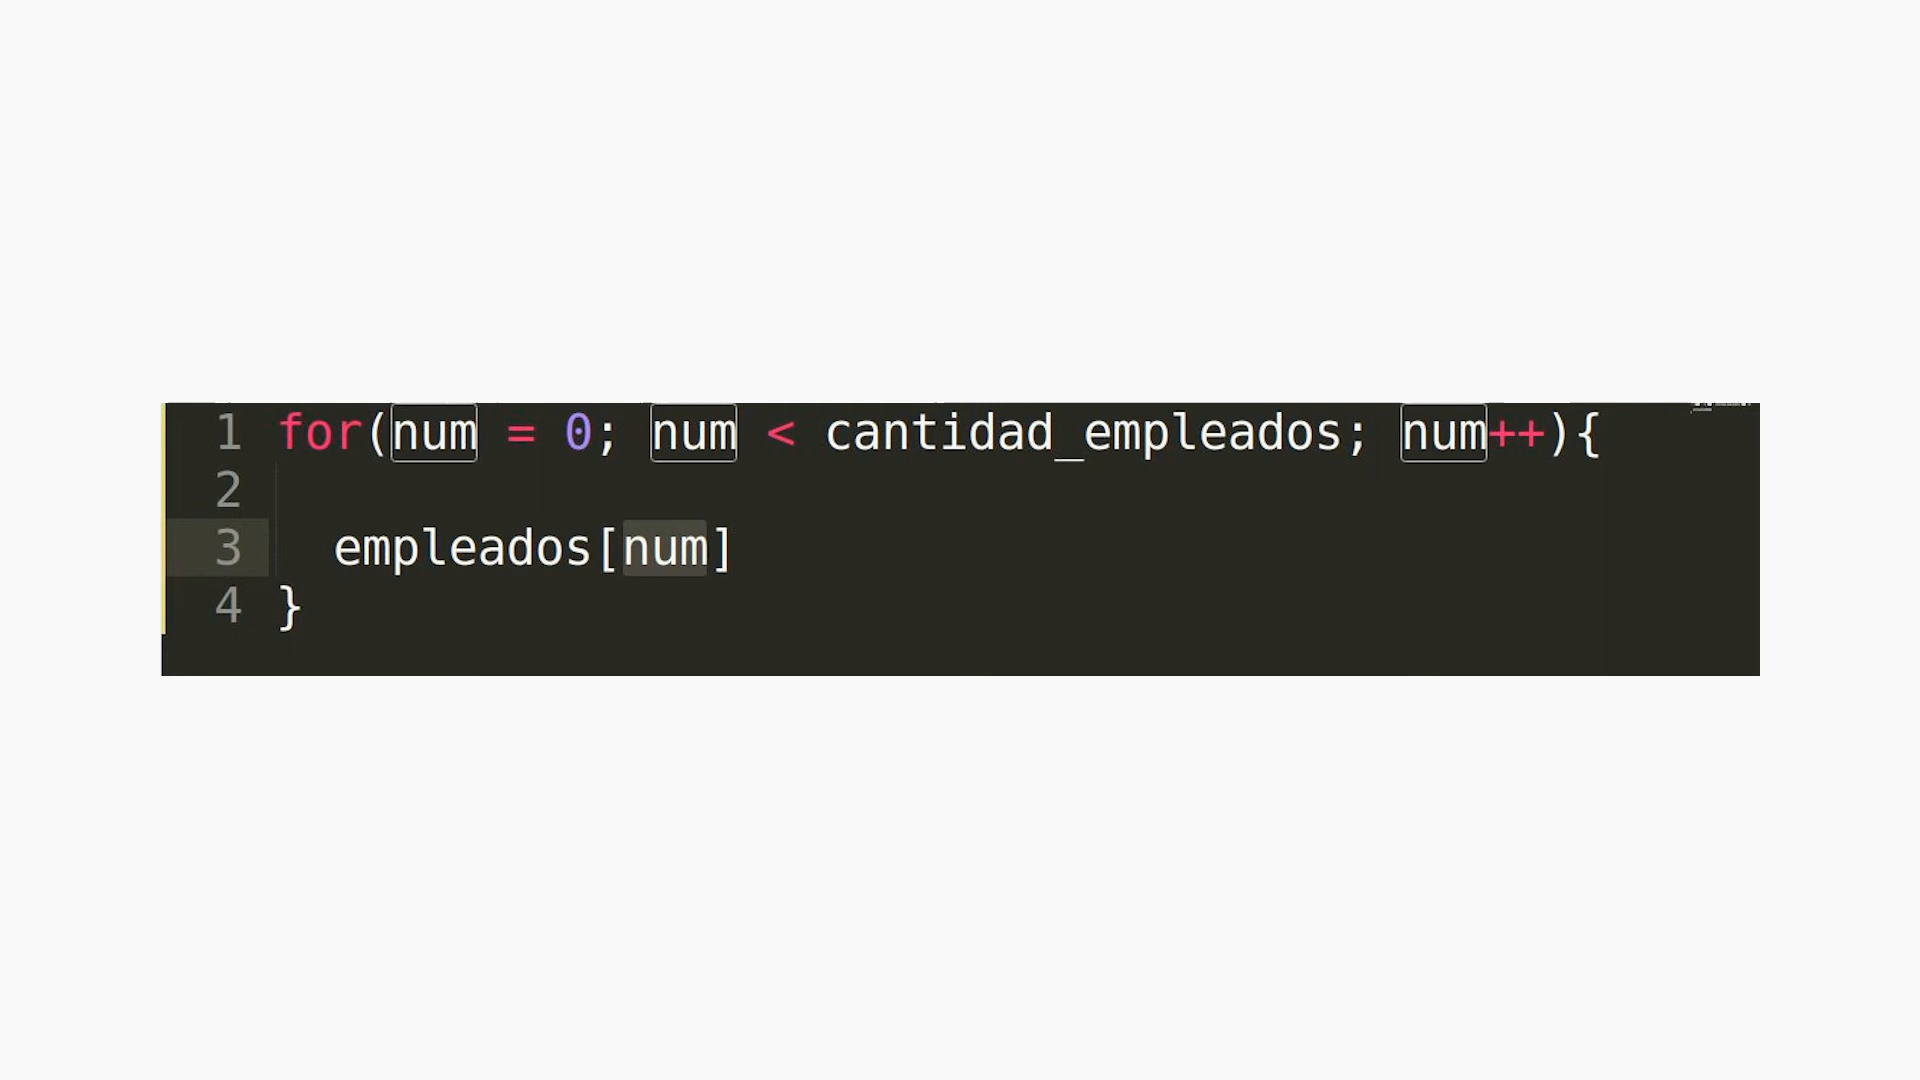 1 for(num = 0; num < cantidad_empleados; num++){
2
3 empleados[num]
4 }